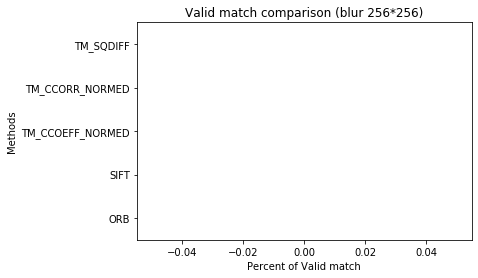 Valid match comparison (blur 256*256)
TM_SQDIFF
TM_CCORR_NORMED
TM_CCOEFF_NORMED
SIFT
ORB
Methods
−0.04 −0.02 0.00 0.02 0.04
Percent of Valid match